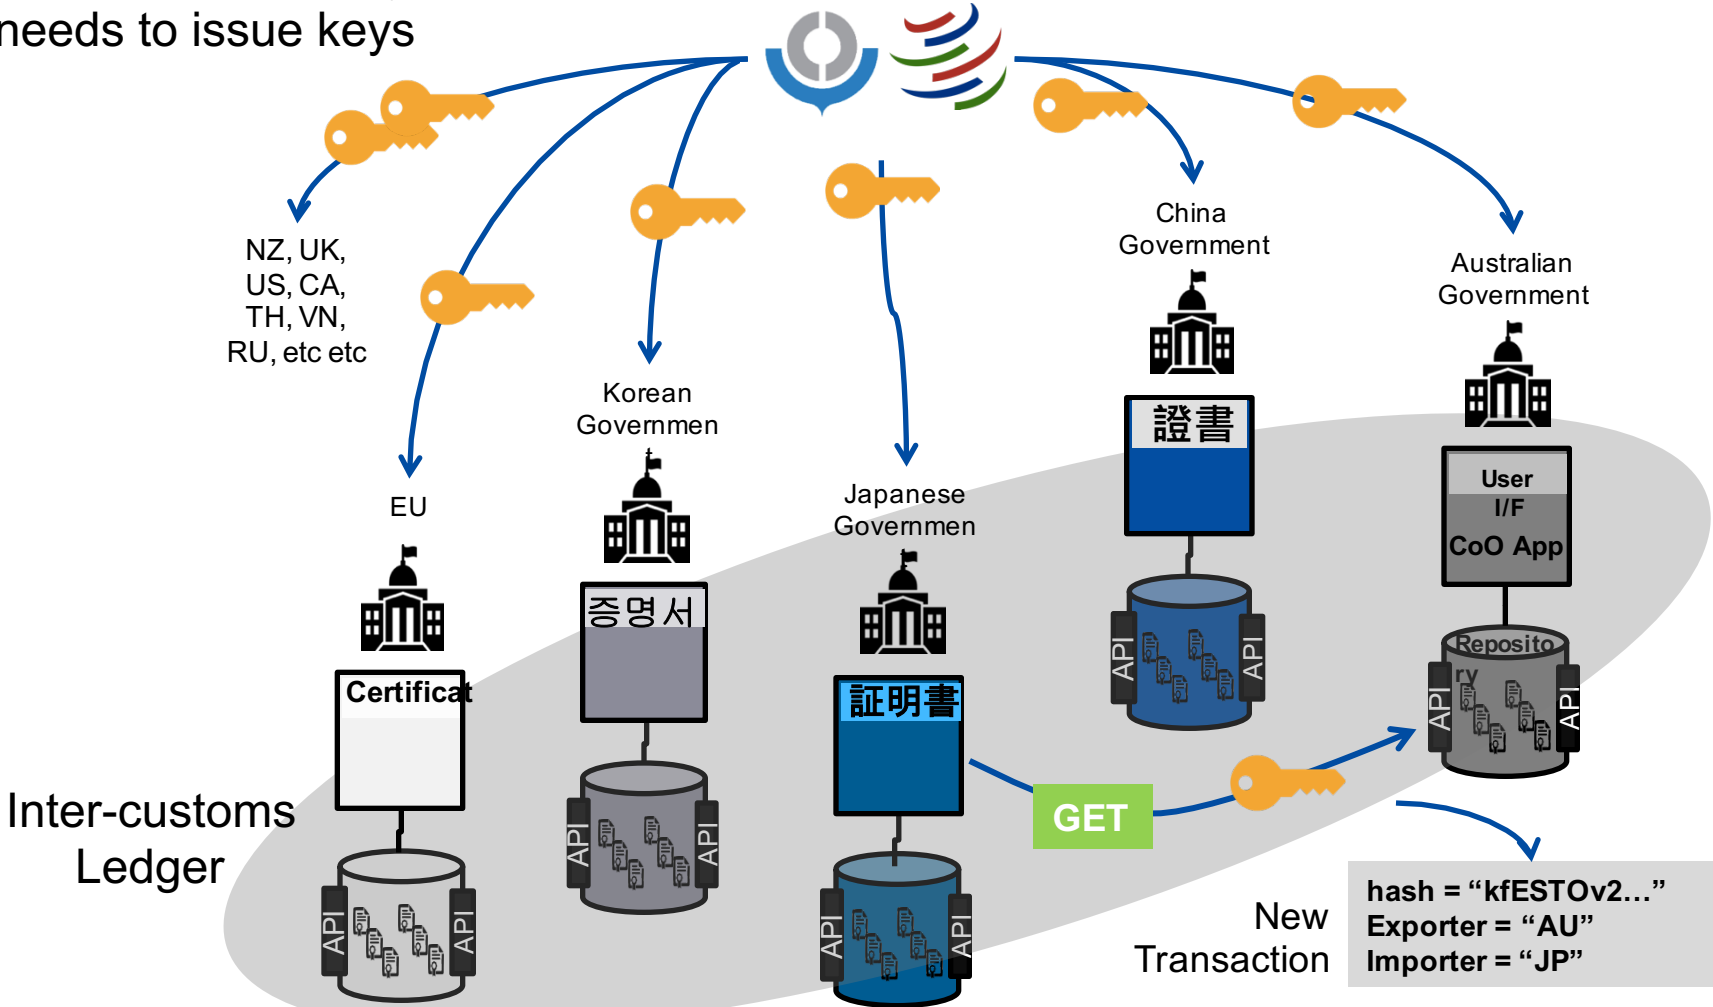 needs to issue keys
NZ, UK,
US, CA,
TH, VN,
RU, etc etc
EU
Korean
Governmen
t
Japanese
Governmen
China
Government
Australian
Government
Certificat
증명서
証明書
證書
User
I/F
CoO App
Reposito
ry
API
API
API
API
API
API
API
API
API
API
GET
Inter-customs
Ledger
New
Transaction
hash = “kfESTOv2…”
Exporter = “AU”
Importer = “JP”